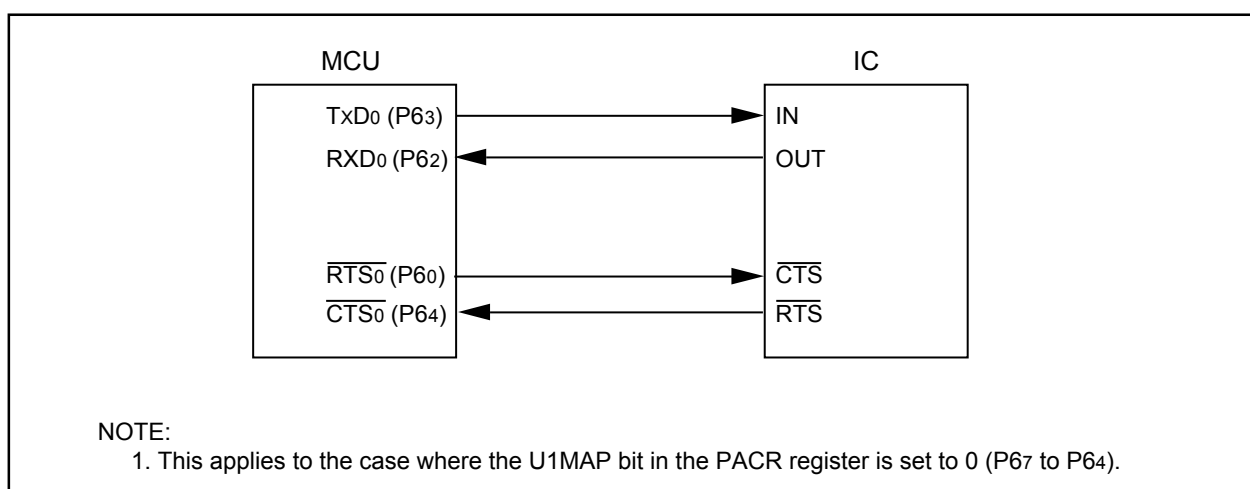 MCU IC
TxD0 (P63) IN
RXD0 (P62) OUT
RTS0 (P60) CTS
CTS0 (P64) RTS
NOTE:
1. This applies to the case where the U1MAP bit in the PACR register is set to 0 (P67 to P64).